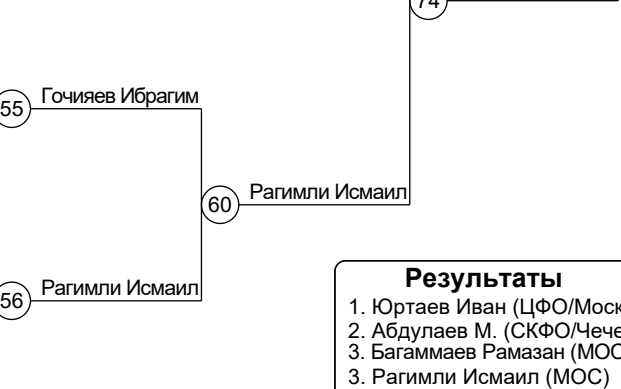 74
Гочияев Ибрагим
55
Рагимли Исмаил
60
Рагимли Исмаил
56
Результаты
1. Юртаев Иван (ЦФО/Моск
2. Абдулаев М. (СКФО/Чече
3. Багаммаев Рамазан (МОС
3. Рагимли Исмаил (МОС)